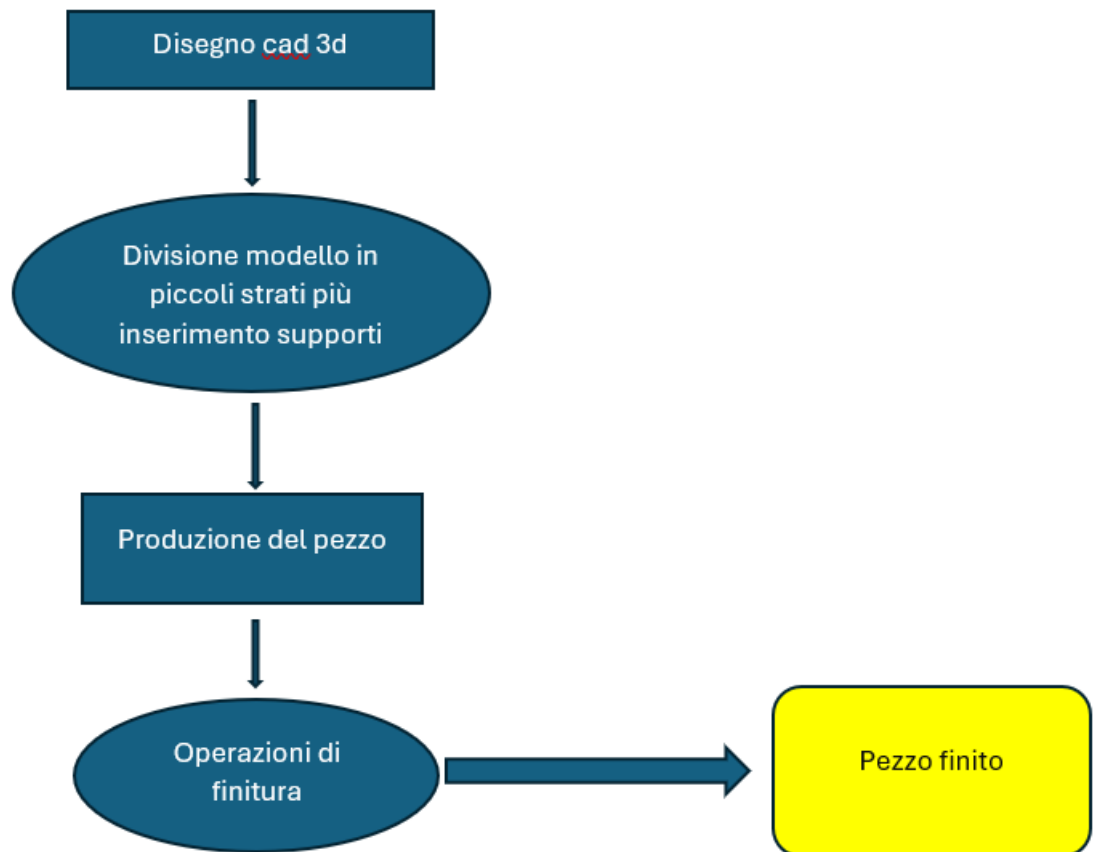 Disegno cad 3d
Divisione modello in
piccoli strati più
inserimento supporti
Produzione del pezzo
Operazioni di
finitura
Pezzo finito